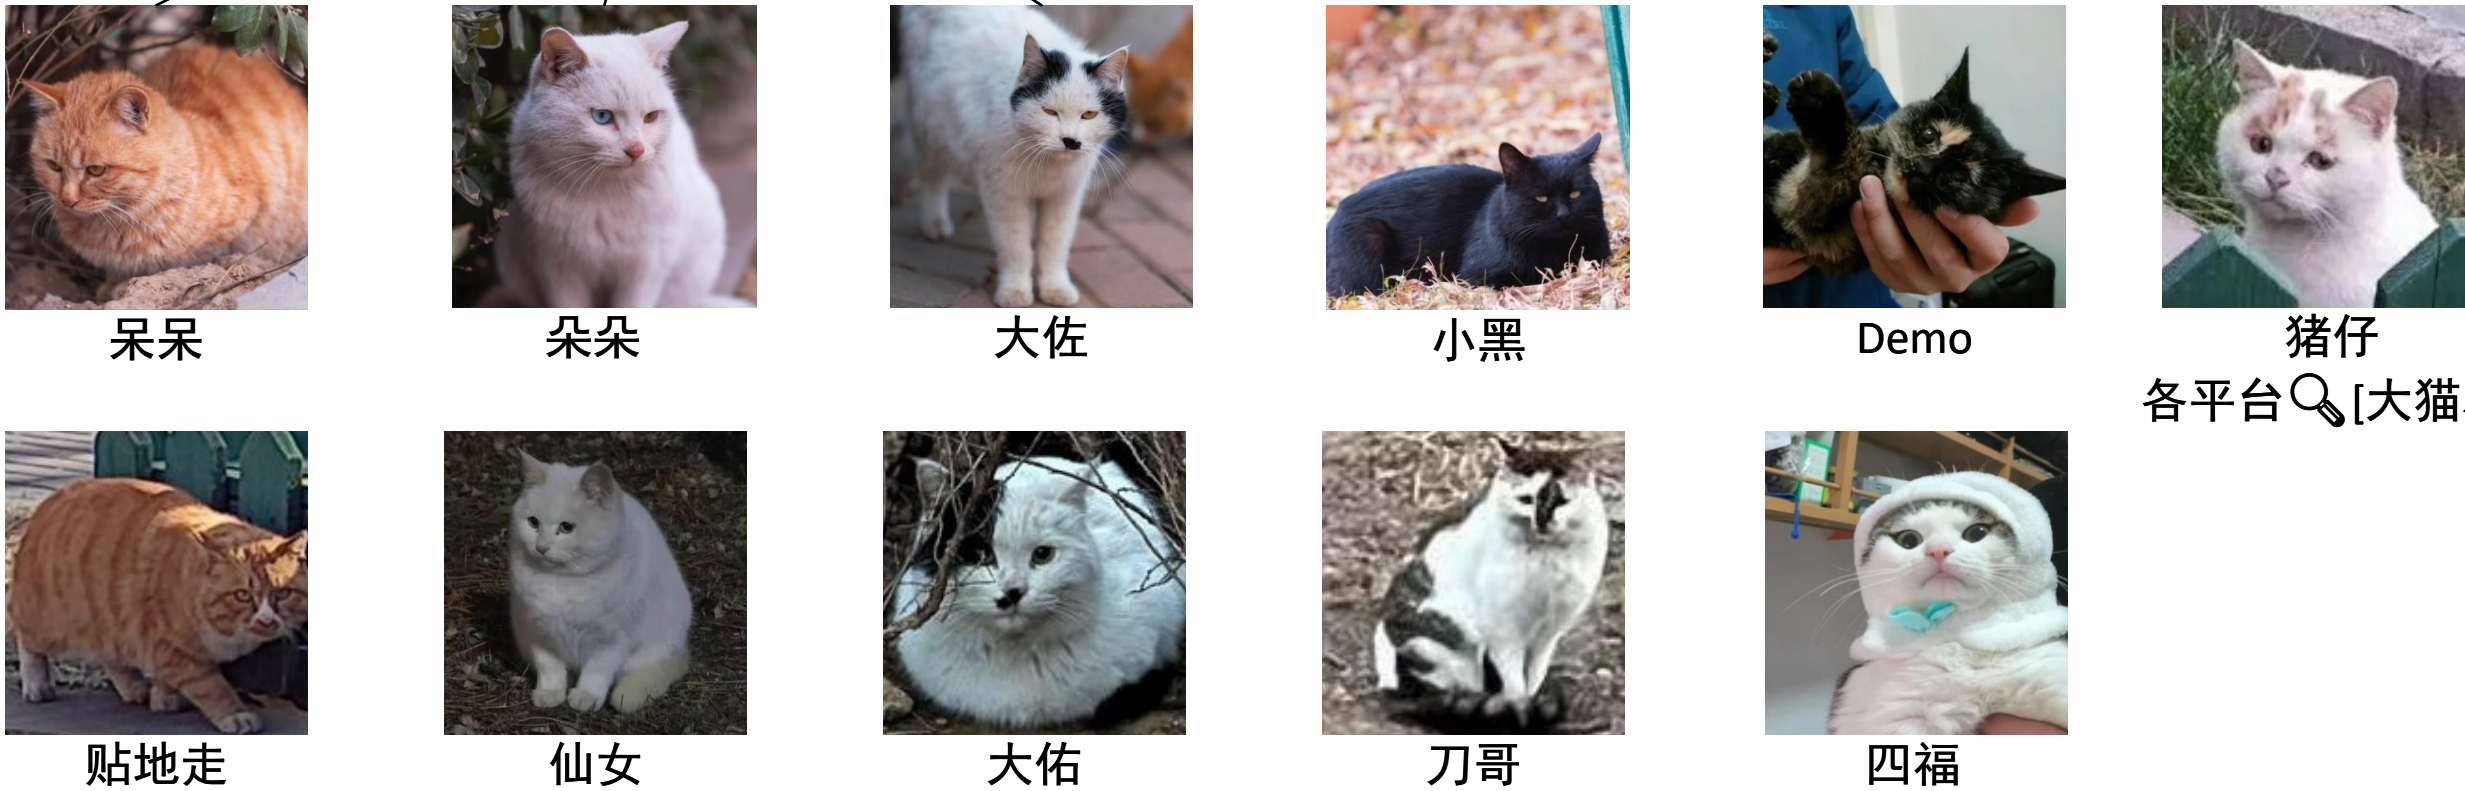 呆呆
朵朵
大佐
小黑
Demo
猪仔
各平台🔍[大猫
贴地走
仙女
大佑
刀哥
四福